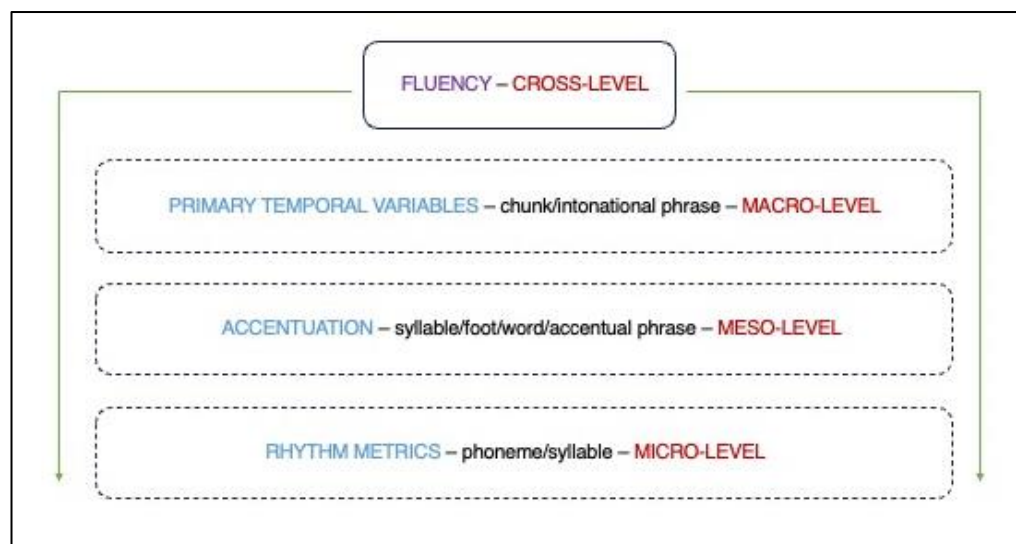 FLUENCY – CROSS-LEVEL
PRIMARY TEMPORAL VARIABLES – chunk/intonational phrase – MACRO-LEVEL
ACCENTUATION – syllable/foot/word/accentual phrase – MESO-LEVEL
RHYTHM METRICS – phoneme/syllable – MICRO-LEVEL